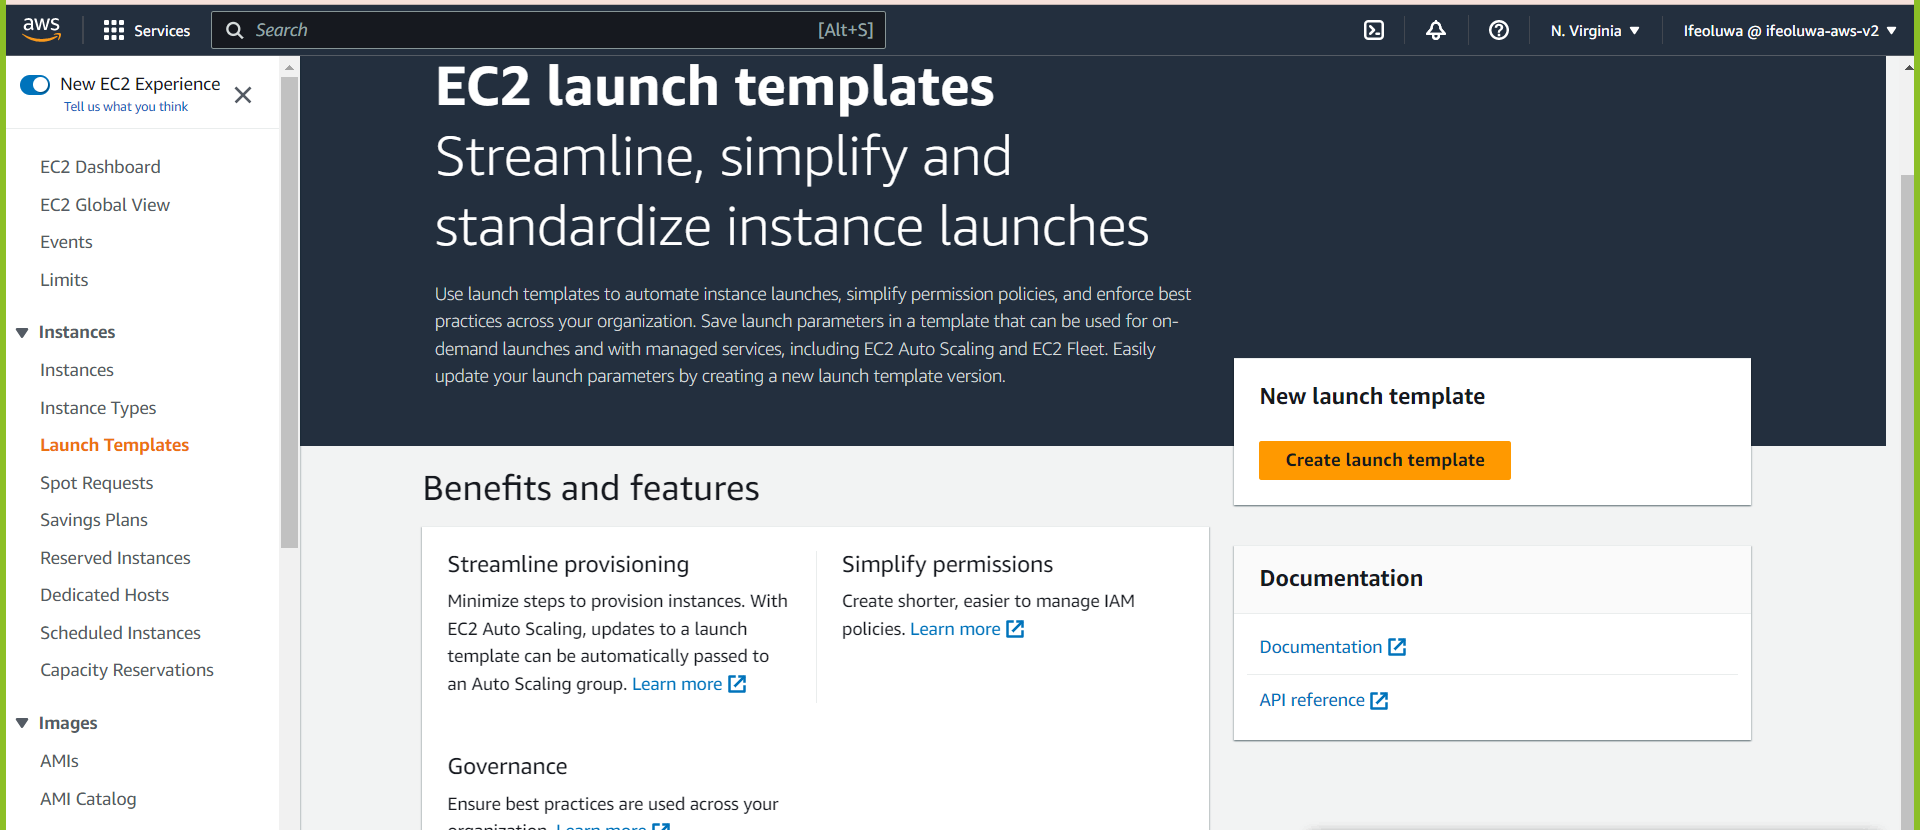 aws
Services
Search
[Alt+S]
N. Virginia
Ifeoluwa @ ifeoluwa-aws-v2
New EC2 Experience
Tell us what you think
EC2 Dashboard
EC2 Global View
Events
Limits
Instances
Instances
Instance Types
Launch Templates
Spot Requests
Savings Plans
Reserved Instances
Dedicated Hosts
Scheduled Instances
Capacity Reservations
Images
AMIs
AMI Catalog
EC2 launch templates
Streamline, simplify and
standardize instance launches
Use launch templates to automate instance launches, simplify permission policies, and enforce best
practices across your organization. Save launch parameters in a template that can be used for on-
demand launches and with managed services, including EC2 Auto Scaling and EC2 Fleet. Easily
update your launch parameters by creating a new launch template version.
New launch template
Create launch template
Benefits and features
Streamline provisioning
Minimize steps to provision instances. With
EC2 Auto Scaling, updates to a launch
template can be automatically passed to
an Auto Scaling group. Learn more
Simplify permissions
Create shorter, easier to manage IAM
policies. Learn more
Governance
Ensure best practices are used across your
organization. Learn more
Documentation
Documentation
API reference